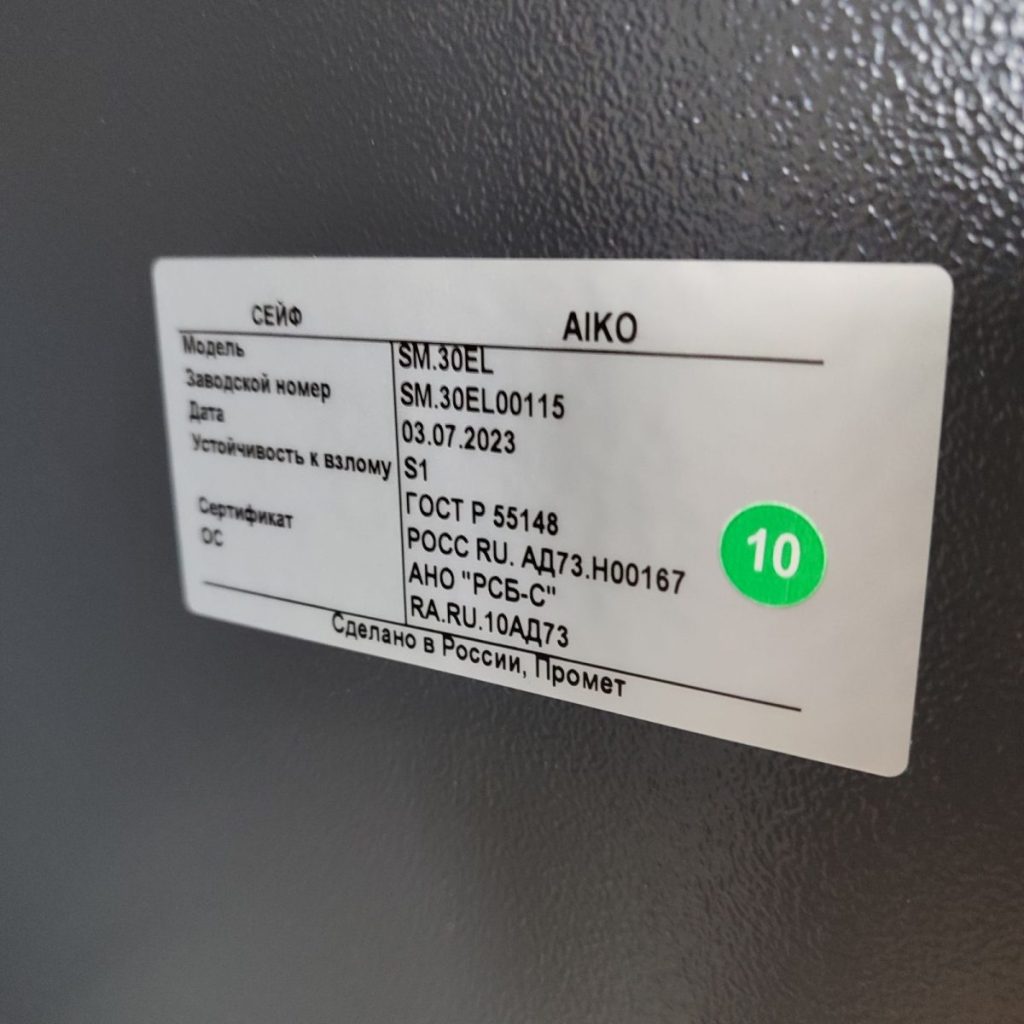 СЕЙФ AIKO
Модель SM.30EL
Заводской номер SM.30EL00115
Дата 03.07.2023
Устойчивость к взлому S1
ГОСТ Р 55148
Сертификат РОСС RU. АД73.Н00167
ОС АНО "РСБ-С"
RA.RU.10АД73
Сделано в России, Промет
10